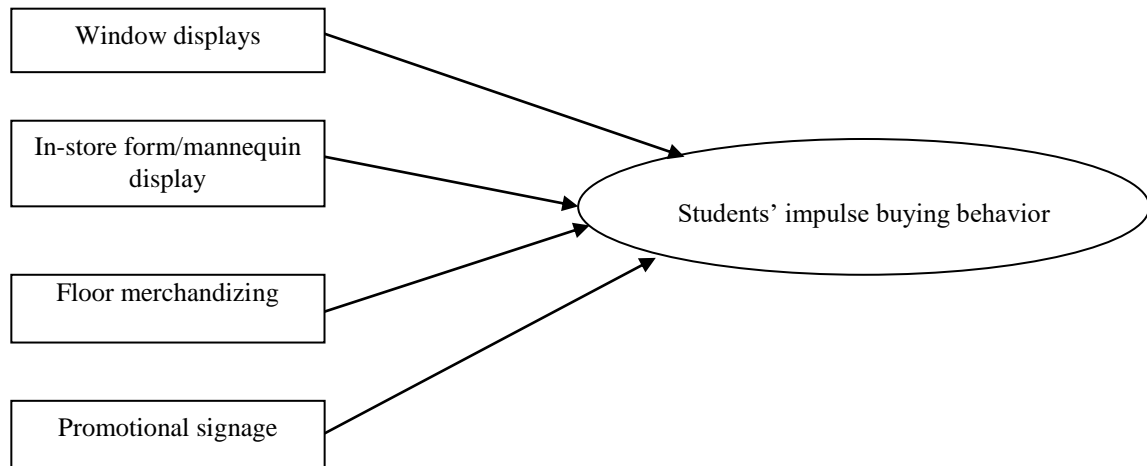 Window displays
In-store form/mannequin
display
Students’ impulse buying behavior
Floor merchandizing
Promotional signage